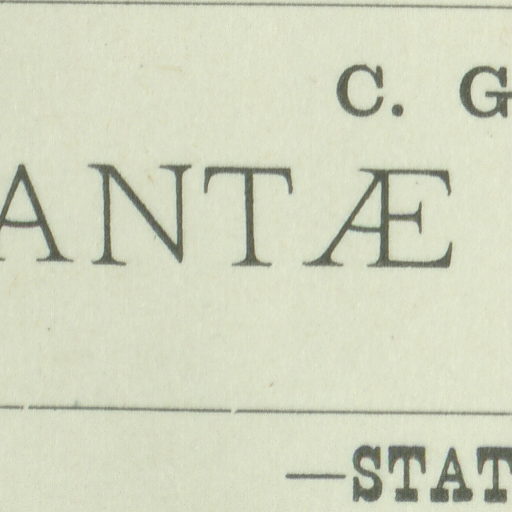 C. G
ANTÆ
—STAT